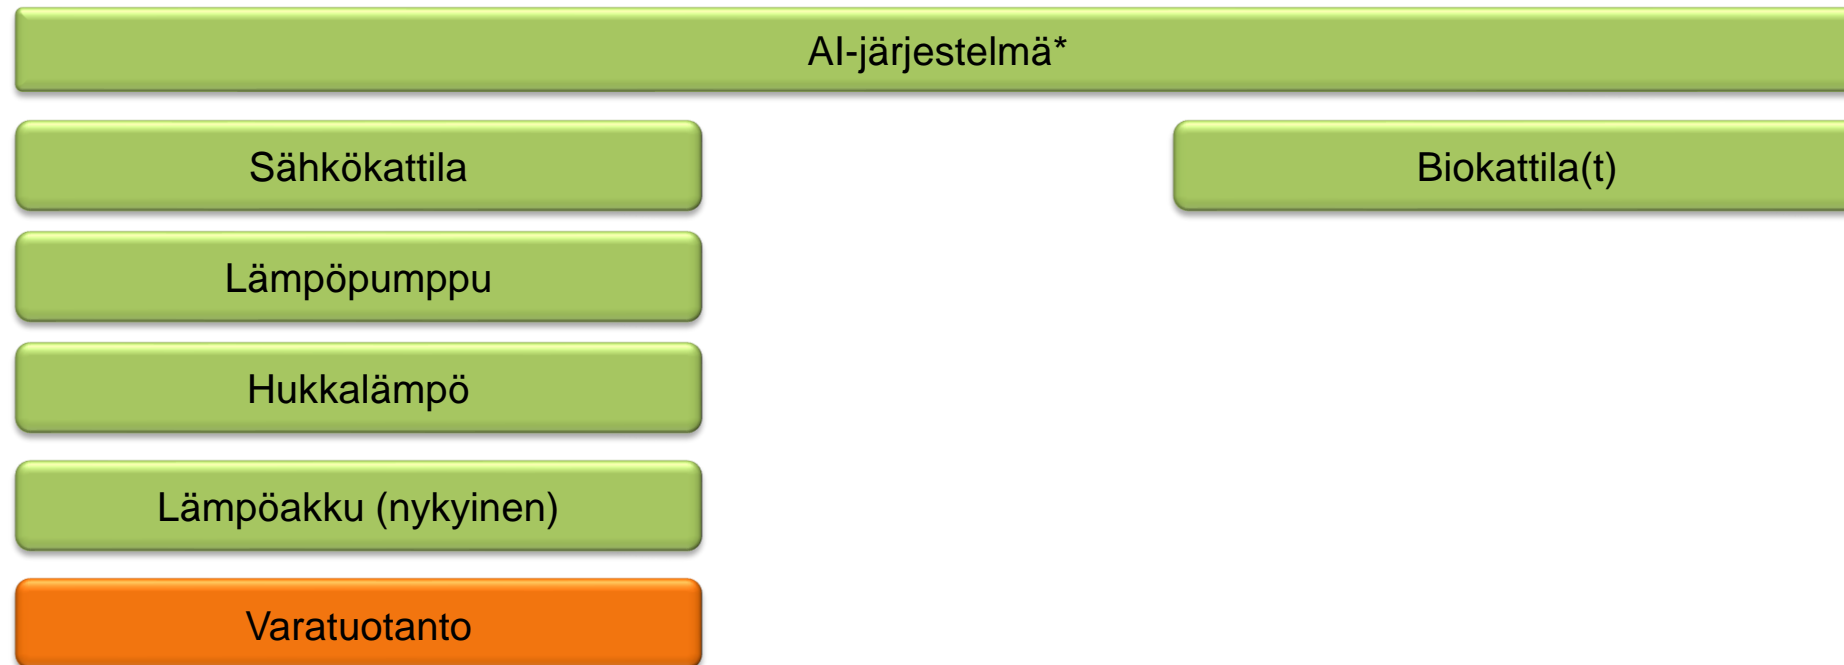 AI-järjestelmä*
Sähkökattila
Biokattila(t)
Lämpöpumppu
Hukkalämpö
Lämpöakku (nykyinen)
Varatuotanto